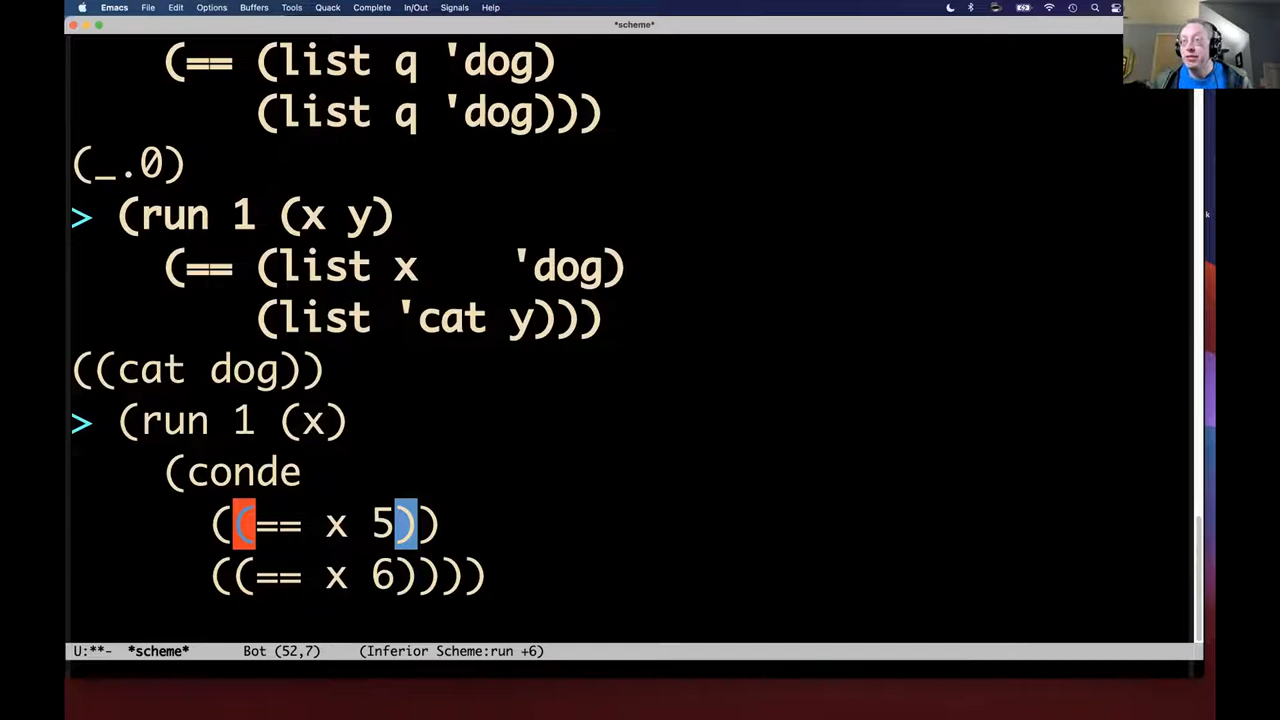 Emacs File Edit Options Buffers Tools Quack Complete In/Out Signals Help
*scheme*
(== (list q 'dog)
(list q 'dog)))
(_.0)
> (run 1 (x y)
(== (list x 'dog)
(list 'cat y)))
((cat dog))
> (run 1 (x)
(conde
((== x 5))
((== x 6))))
U:**- *scheme* Bot (52,7) (Inferior Scheme:run +6)